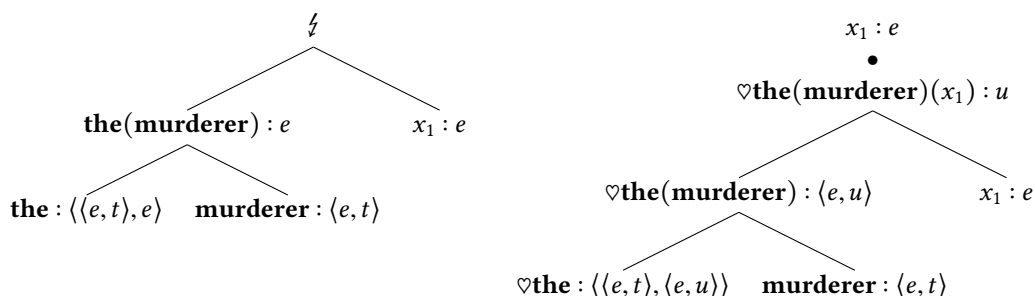 ↯
the(murderer) : e
x₁ : e
the : ⟨⟨e, t⟩, e⟩
murderer : ⟨e, t⟩
x₁ : e
•
♡the(murderer)(x₁) : u
♡the(murderer) : ⟨e, u⟩
x₁ : e
♡the : ⟨⟨e, t⟩, ⟨e, u⟩⟩
murderer : ⟨e, t⟩